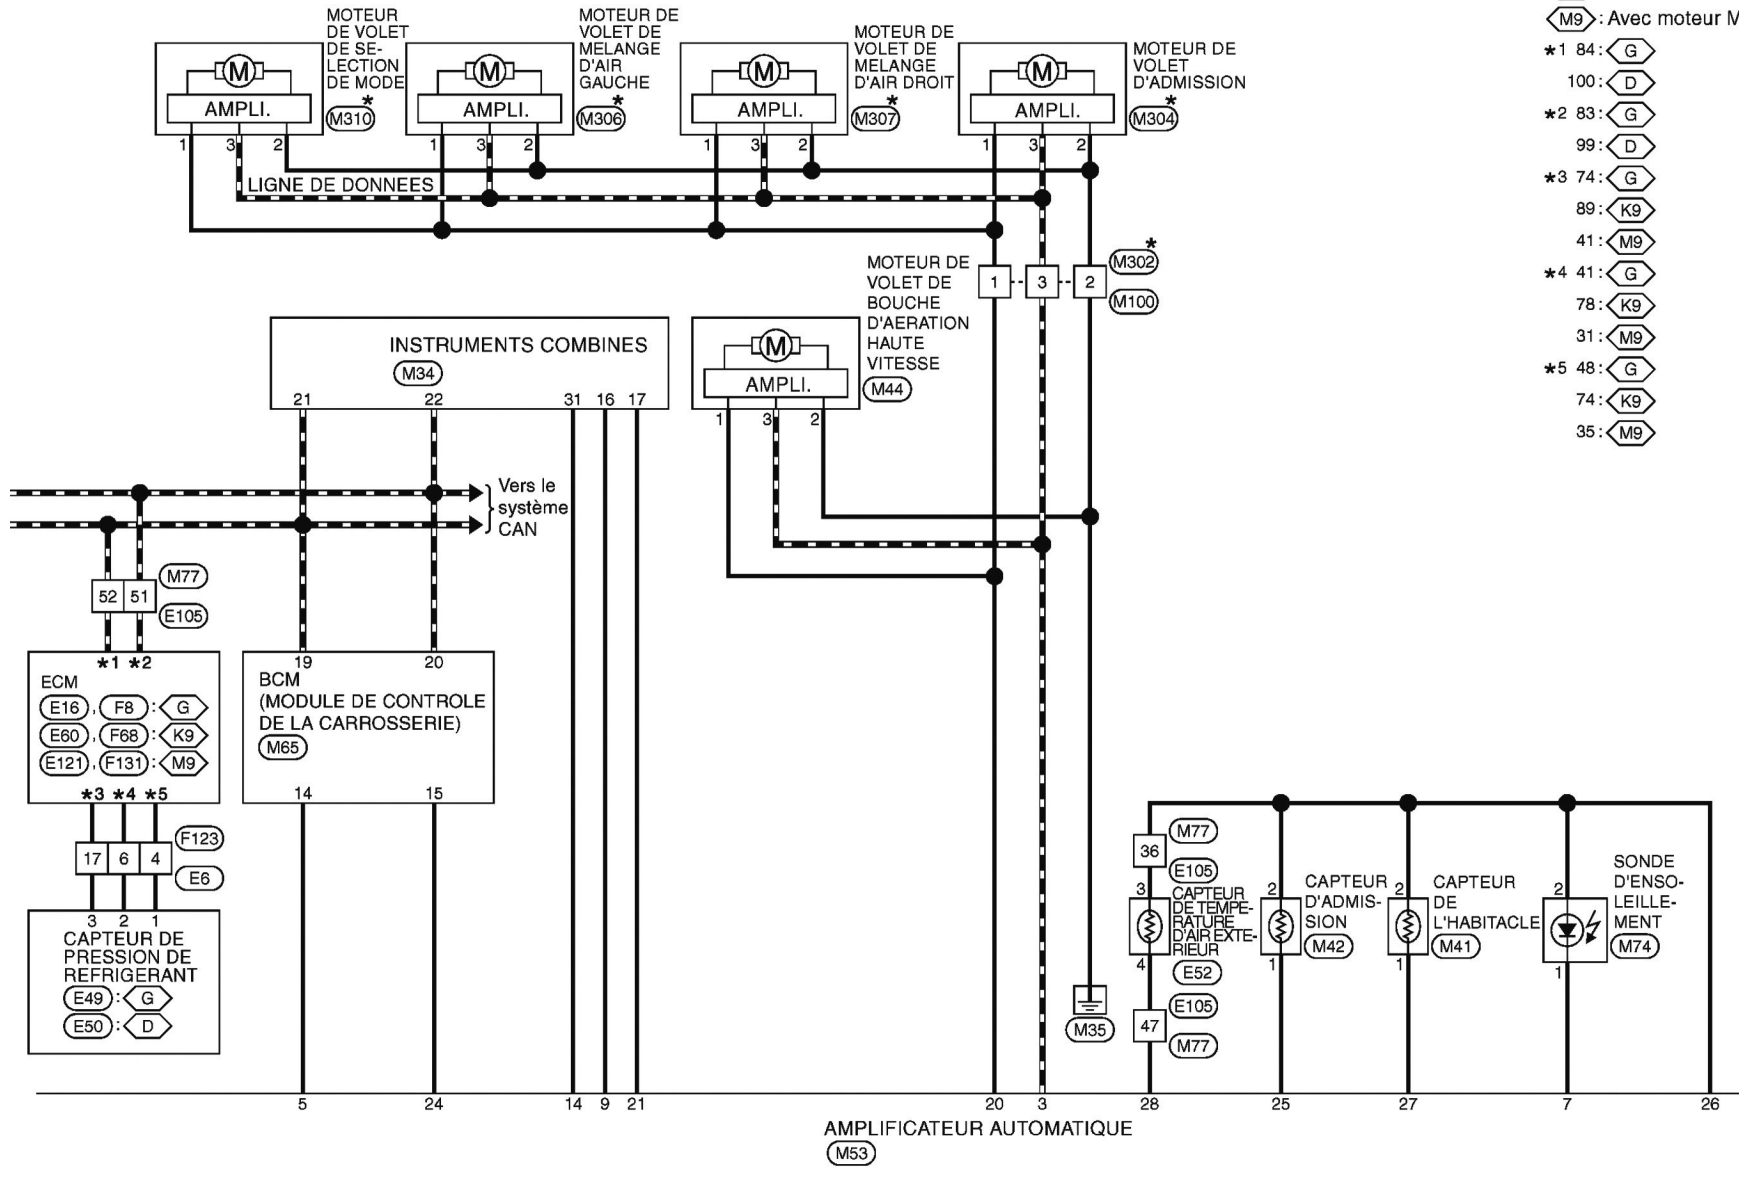 MOTEUR
DE VOLET
DE SE-
LECTION
DE MODE
*
M310
M
AMPLI.
1 3 2
MOTEUR DE
VOLET DE
MELANGE
D'AIR
GAUCHE
*
M306
M
AMPLI.
1 3 2
MOTEUR DE
VOLET DE
MELANGE
D'AIR DROIT
*
M307
M
AMPLI.
1 3 2
MOTEUR DE
VOLET
D'ADMISSION
*
M304
M
AMPLI.
1 3 2
LIGNE DE DONNEES
M9 : Avec moteur M
*1 84: G
100: D
*2 83: G
99: D
*3 74: G
89: K9
41: M9
*4 41: G
78: K9
31: M9
*5 48: G
74: K9
35: M9
1 3 2
*
M302
M100
MOTEUR DE
VOLET DE
BOUCHE
D'AERATION
HAUTE
VITESSE
M44
M
AMPLI.
1 3 2
INSTRUMENTS COMBINES
M34
21 22 31 16 17
Vers le
système
CAN
52 51
M77
E105
*1 *2
ECM
E16 , F8 : G
E60 , F68 : K9
E121 , F131 : M9
*3 *4 *5
17 6 4
F123
E6
3 2 1
CAPTEUR DE
PRESSION DE
REFRIGERANT
E49 : G
E50 : D
19 20
BCM
(MODULE DE CONTROLE
DE LA CARROSSERIE)
M65
14 15
M35
36
M77
E105
3
CAPTEUR
DE TEMPE-
RATURE
D'AIR EXTE-
RIEUR
E52
4
47
E105
M77
2
CAPTEUR
D'ADMIS-
SION
M42
1
2
CAPTEUR
DE
L'HABITACLE
M41
1
2
SONDE
D'ENSO-
LEILLE-
MENT
M74
1
5 24 14 9 21 20 3 28 25 27 7 26
AMPLIFICATEUR AUTOMATIQUE
M53